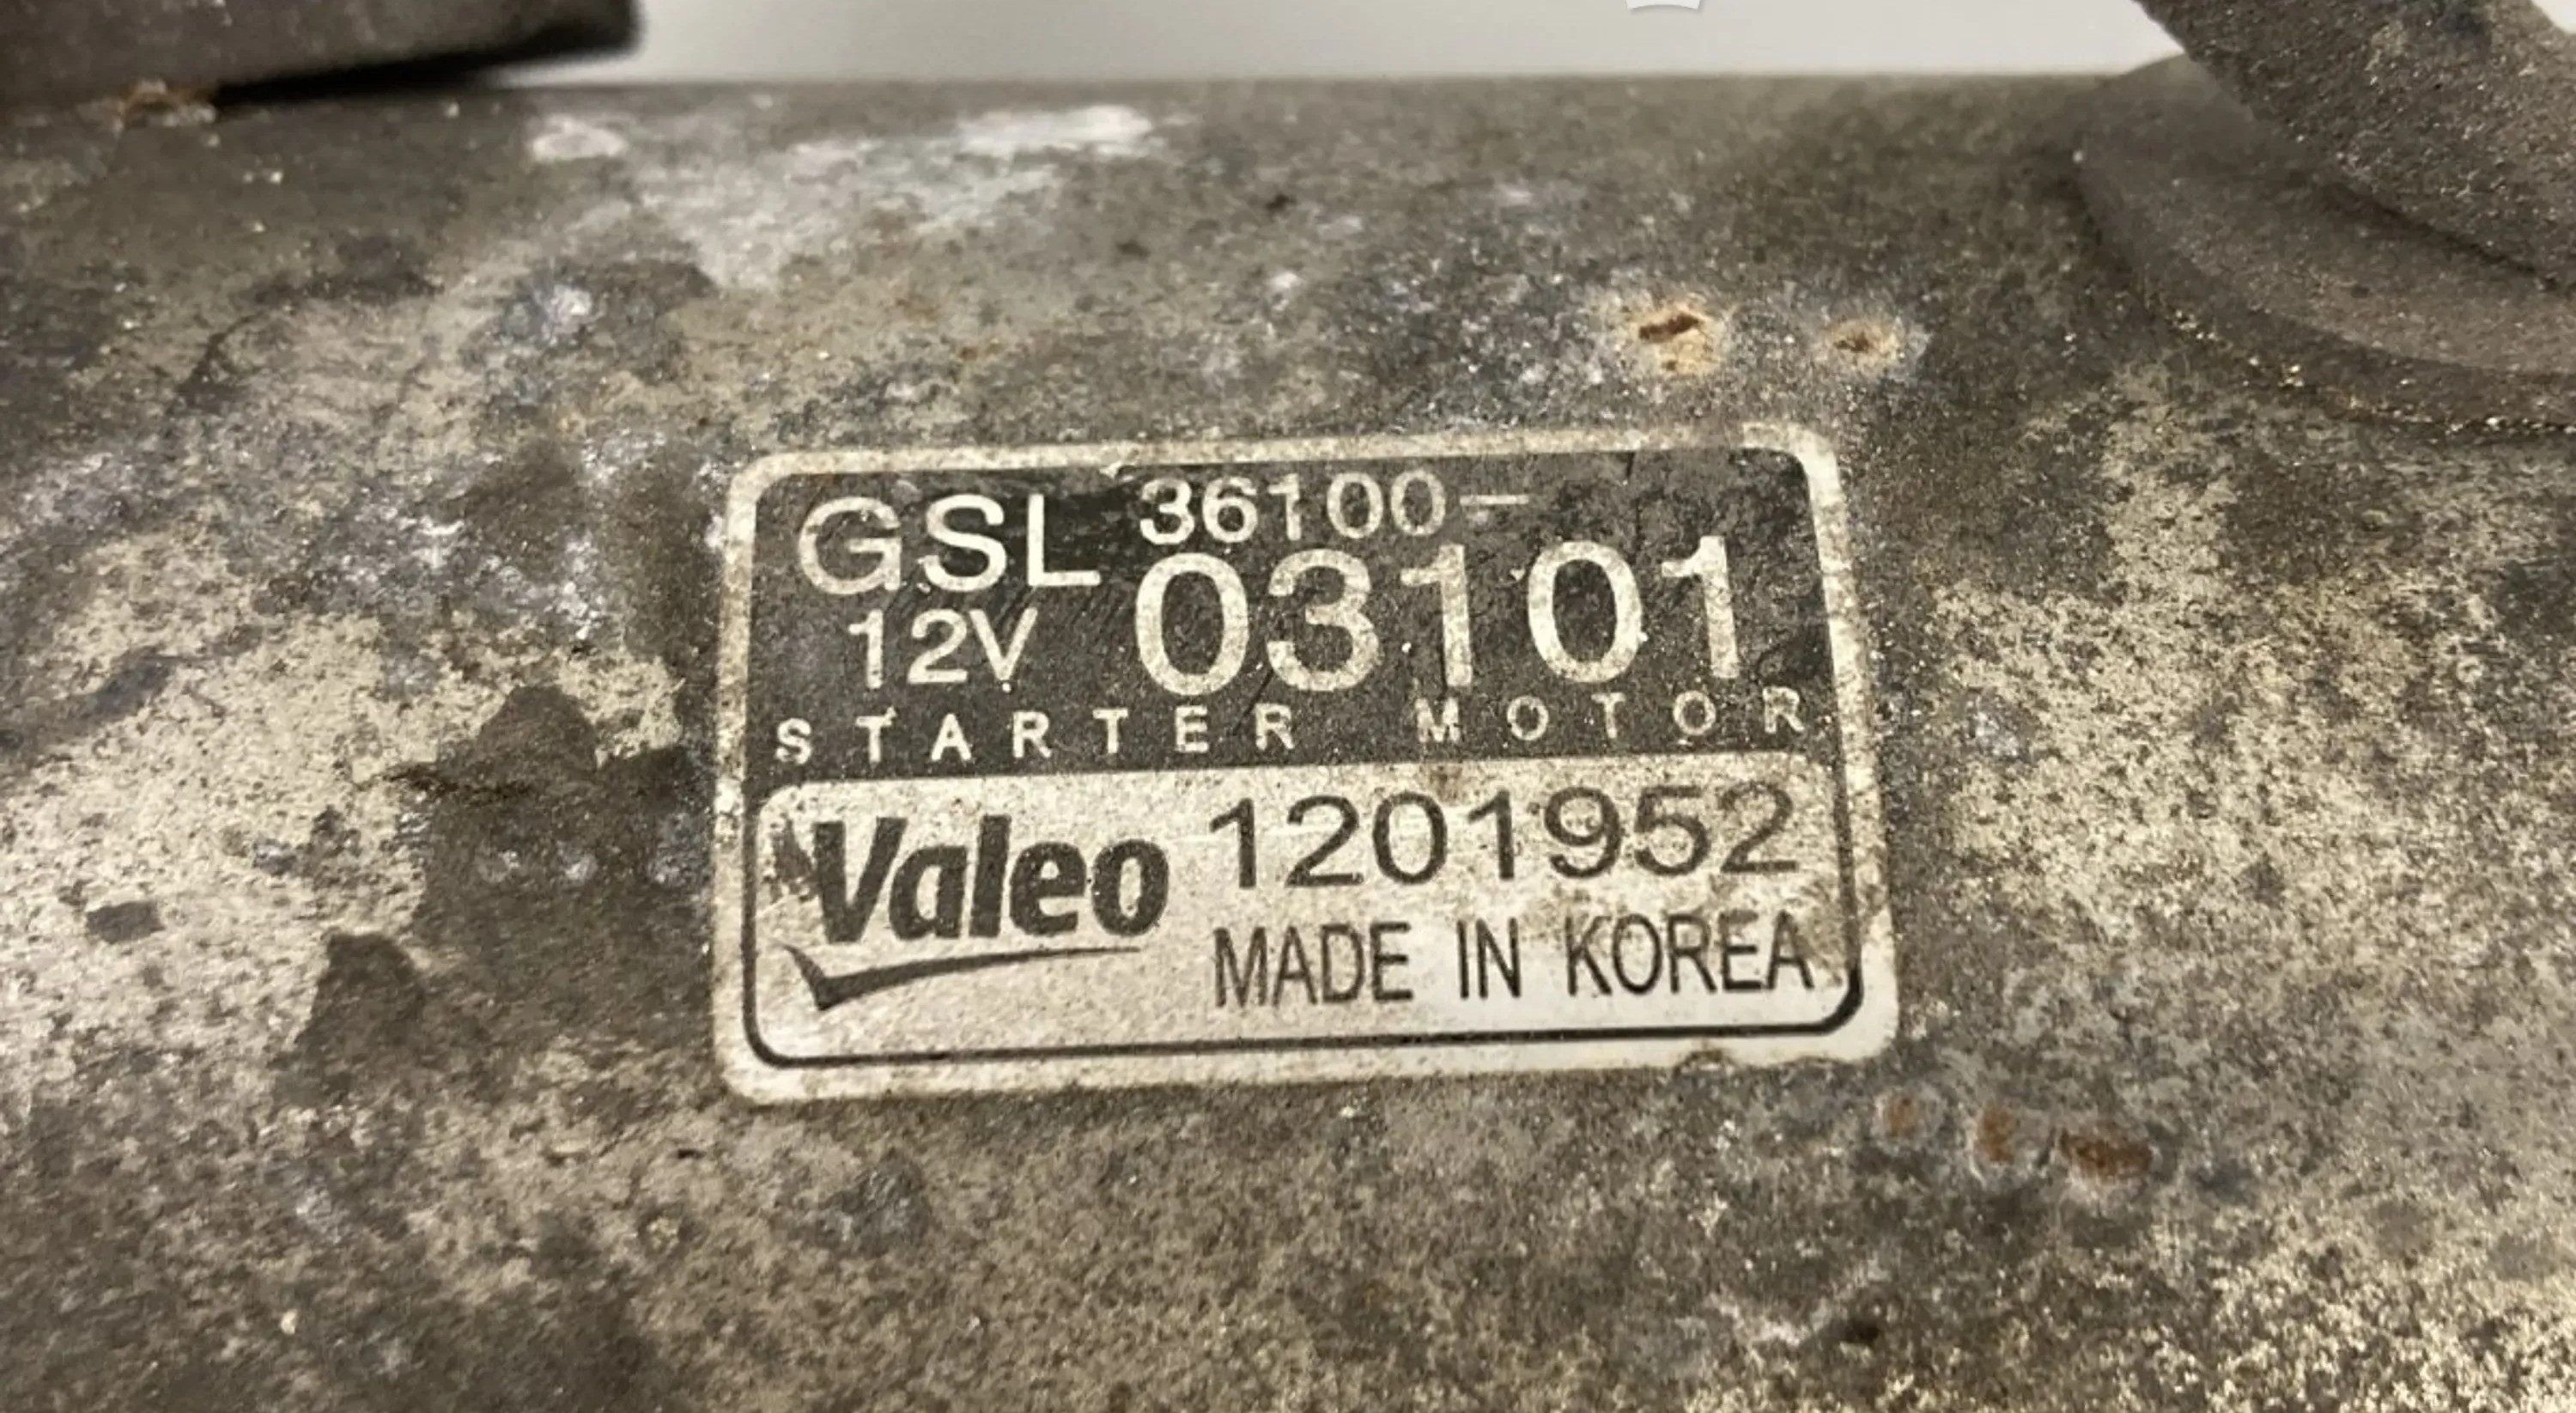 GSL 36100-
12V 03101
STARTER MOTOR
Valeo 1201952
MADE IN KOREA